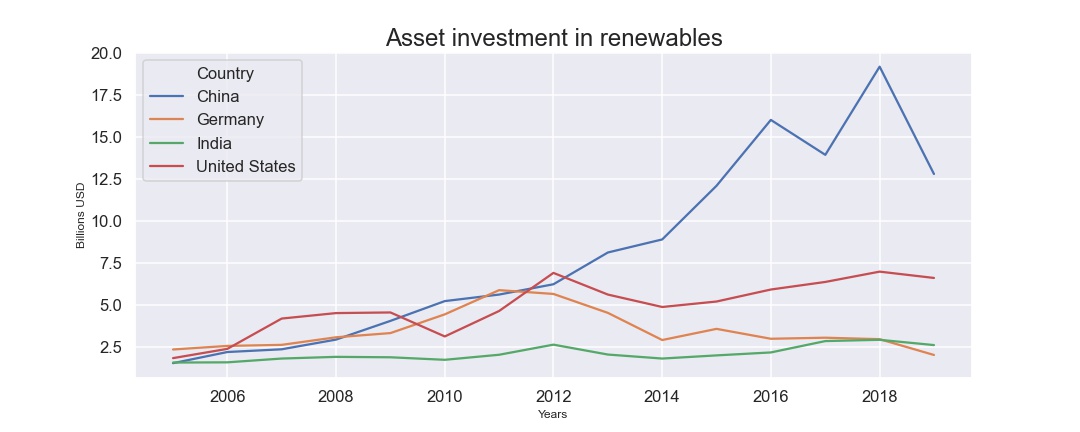 Asset investment in renewables
20.0
17.5
15.0
12.5
10.0
7.5
5.0
2.5
Billions USD
Country
China
Germany
India
United States
2006 2008 2010 2012 2014 2016 2018
Years